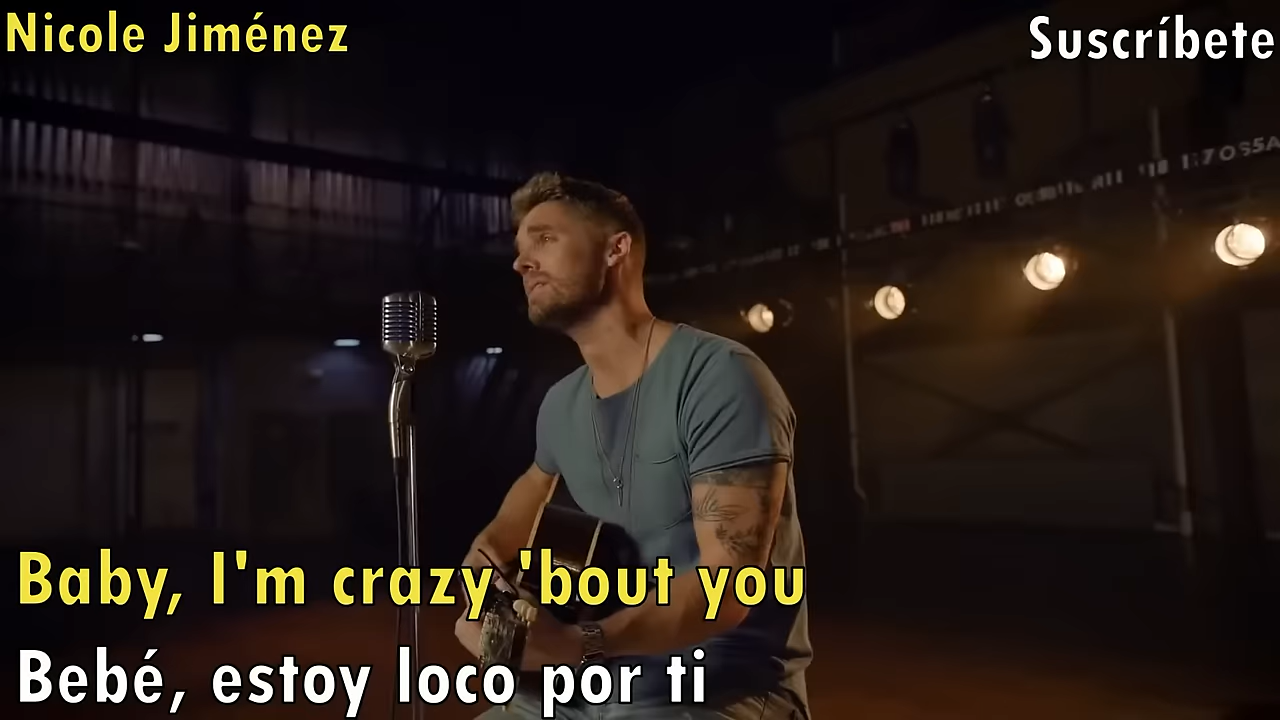 Nicole Jiménez
Suscríbete
Baby, I'm crazy 'bout you
Bebé, estoy loco por ti